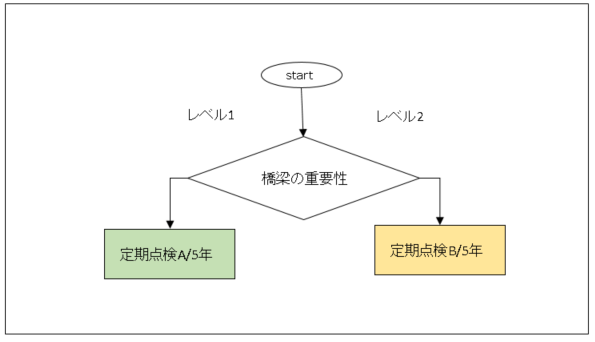 start
レベル1
レベル2
橋梁の重要性
定期点検A/5年
定期点検B/5年